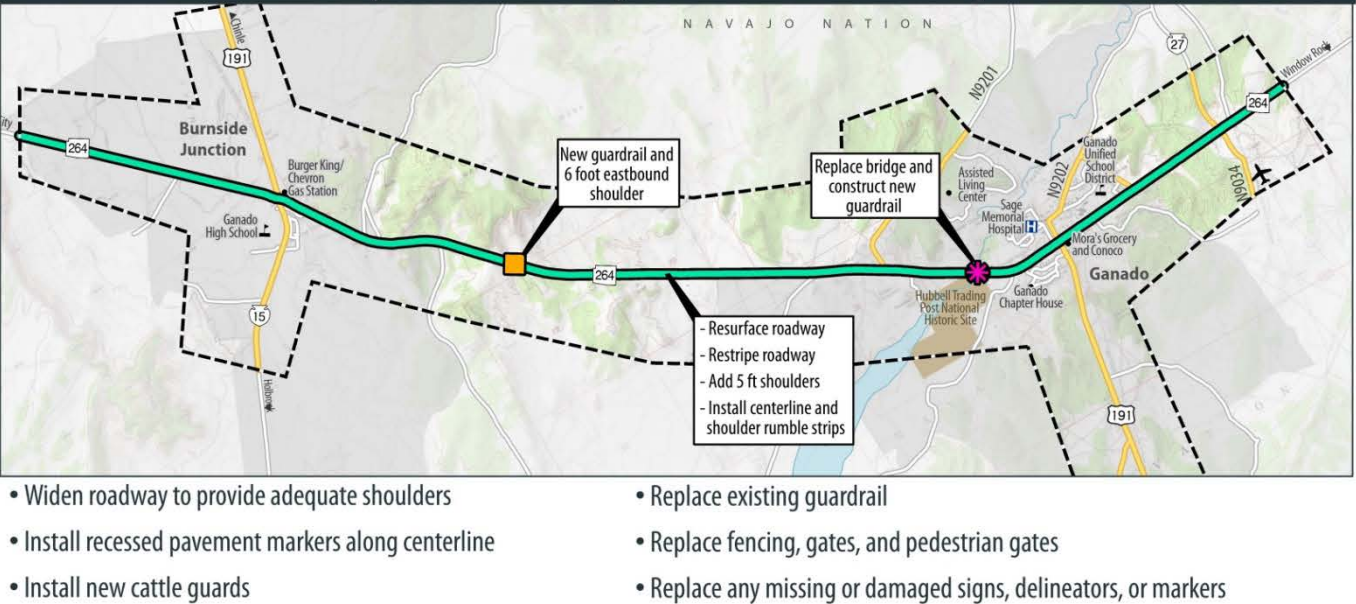 NAVAJO NATION
Chinle
191
27
Window Rock
264
N9201
City
264
Burnside
Junction
Burger King/
Chevron
Gas Station
Ganado
High School
New guardrail and
6 foot eastbound
shoulder
Replace bridge and
construct new
guardrail
Assisted
Living
Center
N9202
Ganado
Unified
School
District
N9034
Sage
Memorial
Hospital
H
Mora's Grocery
and Conoco
Ganado
264
Hubbell Trading
Post National
Historic Site
Ganado
Chapter House
15
Holbrook
- Resurface roadway
- Restripe roadway
- Add 5 ft shoulders
- Install centerline and
shoulder rumble strips
191
• Widen roadway to provide adequate shoulders
• Install recessed pavement markers along centerline
• Install new cattle guards
• Replace existing guardrail
• Replace fencing, gates, and pedestrian gates
• Replace any missing or damaged signs, delineators, or markers